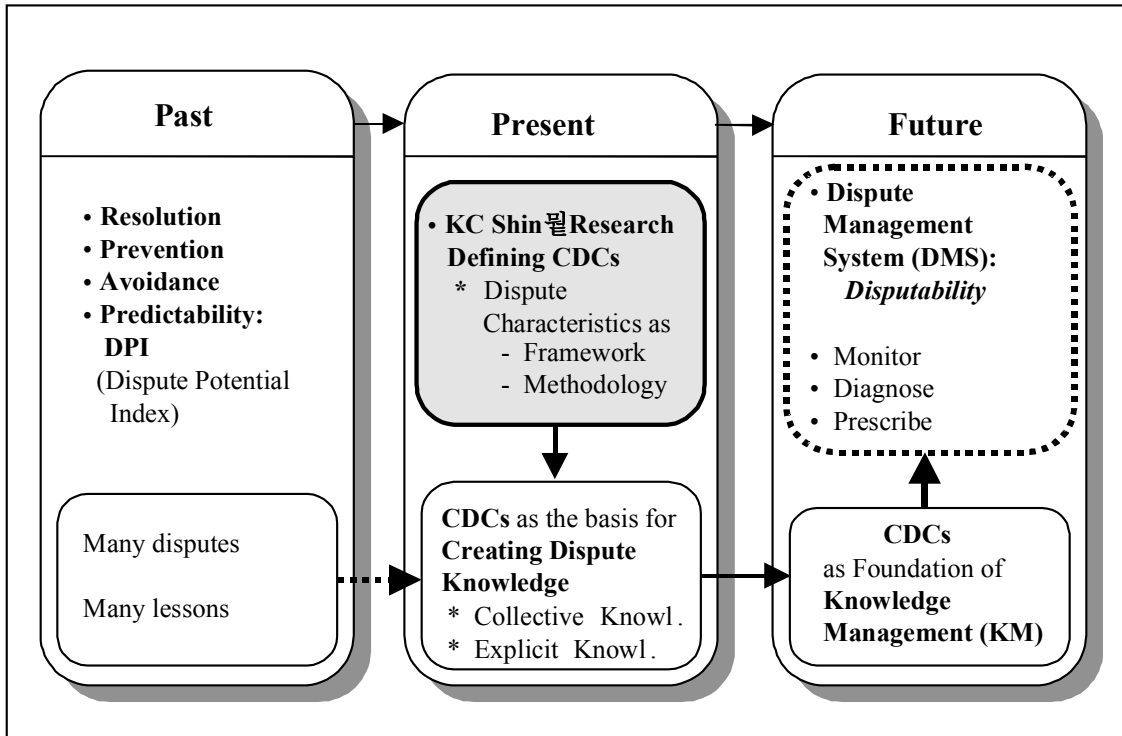 Past
• Resolution
• Prevention
• Avoidance
• Predictability:
DPI
(Dispute Potential
Index)
Many disputes
Many lessons
Present
• KC Shin뮡Research
Defining CDCs
* Dispute
Characteristics as
- Framework
- Methodology
CDCs as the basis for
Creating Dispute
Knowledge
* Collective Knowl.
* Explicit Knowl.
Future
• Dispute
Management
System (DMS):
Disputability
• Monitor
• Diagnose
• Prescribe
CDCs
as Foundation of
Knowledge
Management (KM)